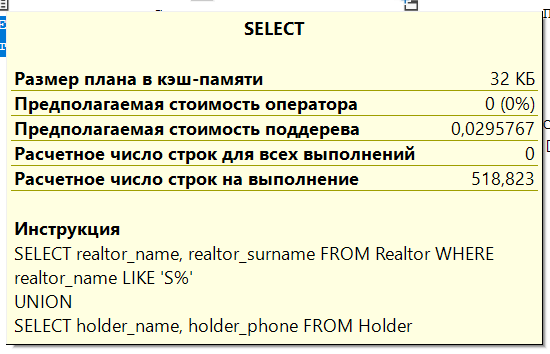 SELECT
Размер плана в кэш-памяти 32 КБ
Предполагаемая стоимость оператора 0 (0%)
Предполагаемая стоимость поддерева 0,0295767
Расчетное число строк для всех выполнений 0
Расчетное число строк на выполнение 518,823
Инструкция
SELECT realtor_name, realtor_surname FROM Realtor WHERE
realtor_name LIKE 'S%'
UNION
SELECT holder_name, holder_phone FROM Holder